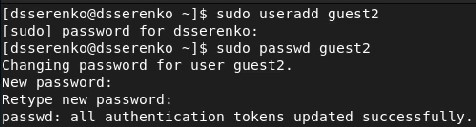 [dsserenko@dsserenko ~]$ sudo useradd guest2
[sudo] password for dsserenko:
[dsserenko@dsserenko ~]$ sudo passwd guest2
Changing password for user guest2.
New password:
Retype new password:
passwd: all authentication tokens updated successfully.